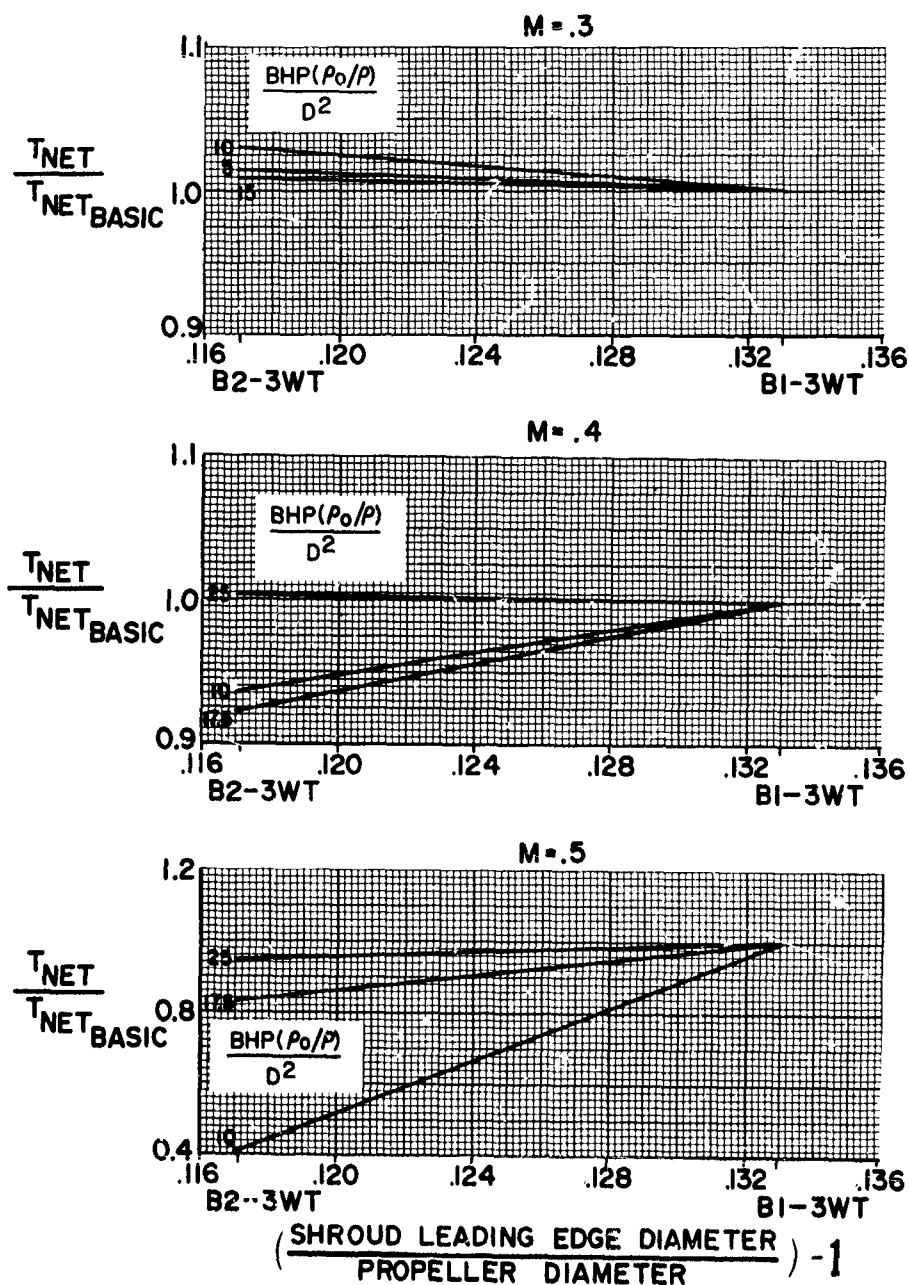 M = .3
1.1
BHP(ρo/ρ)
D²
TNET
TNETBASIC
10
8
15
1.0
0.9
.116 .120 .124 .128 .132 .136
B2-3WT B1-3WT
M = .4
1.1
BHP(ρo/ρ)
D²
TNET
TNETBASIC
25
1.0
10
17.5
0.9
.116 .120 .124 .128 .132 .136
B2-3WT B1-3WT
M = .5
1.2
25
TNET
TNETBASIC
17.5
0.8
BHP(ρo/ρ)
D²
10
0.4
.116 .120 .124 .128 .132 .136
B2--3WT B1-3WT
(SHROUD LEADING EDGE DIAMETER
PROPELLER DIAMETER) -1